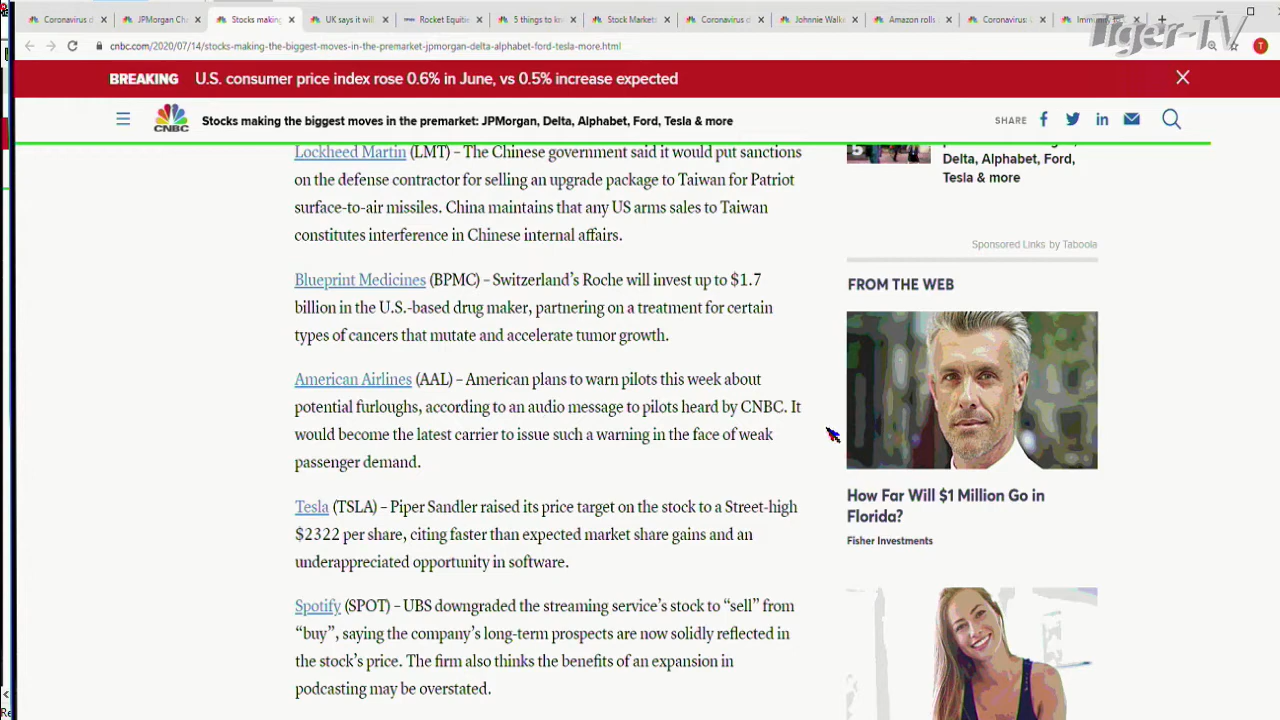 Coronavirus d
JPMorgan Ch
Stocks making
UK says it will
Rocket Equiti
5 things to kn
Stock Market
Coronavirus d
Johnnie Walk
Amazon rolls
Coronavirus:
Tiger-TV
cnbc.com/2020/07/14/stocks-making-the-biggest-moves-in-the-premarket-jpmorgan-delta-alphabet-ford-tesla-more.html
T
BREAKING U.S. consumer price index rose 0.6% in June, vs 0.5% increase expected
CNBC
Stocks making the biggest moves in the premarket: JPMorgan, Delta, Alphabet, Ford, Tesla & more
SHARE
Lockheed Martin (LMT) – The Chinese government said it would put sanctions
on the defense contractor for selling an upgrade package to Taiwan for Patriot
surface-to-air missiles. China maintains that any US arms sales to Taiwan
constitutes interference in Chinese internal affairs.
Blueprint Medicines (BPMC) – Switzerland’s Roche will invest up to $1.7
billion in the U.S.-based drug maker, partnering on a treatment for certain
types of cancers that mutate and accelerate tumor growth.
American Airlines (AAL) – American plans to warn pilots this week about
potential furloughs, according to an audio message to pilots heard by CNBC. It
would become the latest carrier to issue such a warning in the face of weak
passenger demand.
Tesla (TSLA) – Piper Sandler raised its price target on the stock to a Street-high
$2322 per share, citing faster than expected market share gains and an
underappreciated opportunity in software.
Spotify (SPOT) – UBS downgraded the streaming service’s stock to “sell” from
“buy”, saying the company’s long-term prospects are now solidly reflected in
the stock’s price. The firm also thinks the benefits of an expansion in
podcasting may be overstated.
5
Delta, Alphabet, Ford,
Tesla & more
Sponsored Links by Taboola
FROM THE WEB
How Far Will $1 Million Go in
Florida?
Fisher Investments